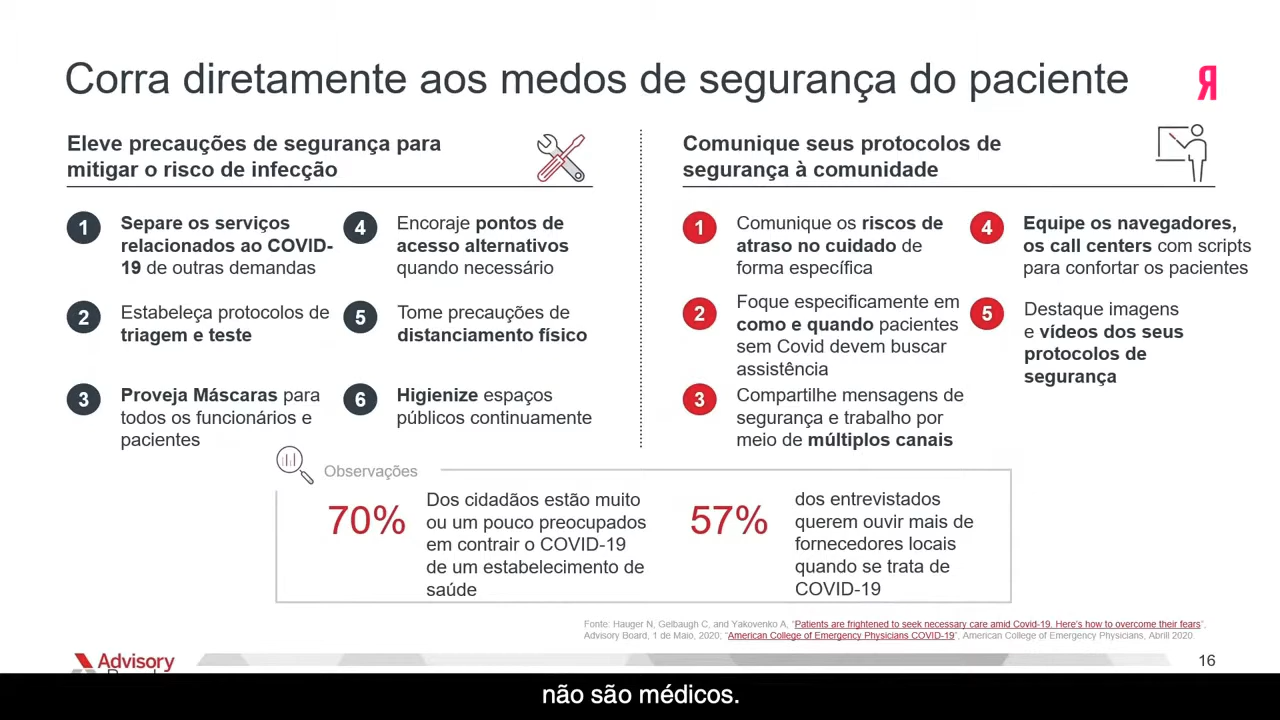 Corra diretamente aos medos de segurança do paciente
Я
Eleve precauções de segurança para
mitigar o risco de infecção
1
Separe os serviços
relacionados ao COVID-
19 de outras demandas
2
Estabeleça protocolos de
triagem e teste
3
Proveja Máscaras para
todos os funcionários e
pacientes
4
Encoraje pontos de
acesso alternativos
quando necessário
5
Tome precauções de
distanciamento físico
6
Higienize espaços
públicos continuamente
Comunique seus protocolos de
segurança à comunidade
1
Comunique os riscos de
atraso no cuidado de
forma específica
2
Foque especificamente em
como e quando pacientes
sem Covid devem buscar
assistência
3
Compartilhe mensagens de
segurança e trabalho por
meio de múltiplos canais
4
Equipe os navegadores,
os call centers com scripts
para confortar os pacientes
5
Destaque imagens
e vídeos dos seus
protocolos de
segurança
Observações
70%
Dos cidadãos estão muito
ou um pouco preocupados
em contrair o COVID-19
de um estabelecimento de
saúde
57%
dos entrevistados
querem ouvir mais de
fornecedores locais
quando se trata de
COVID-19
Fonte: Hauger N, Gelbaugh C, and Yakovenko A, "Patients are frightened to seek necessary care amid Covid-19. Here's how to overcome their fears",
Advisory Board, 1 de Maio, 2020; "American College of Emergency Physicians COVID-19", American College of Emergency Physicians, Abrill 2020.
Advisory
16
não são médicos.